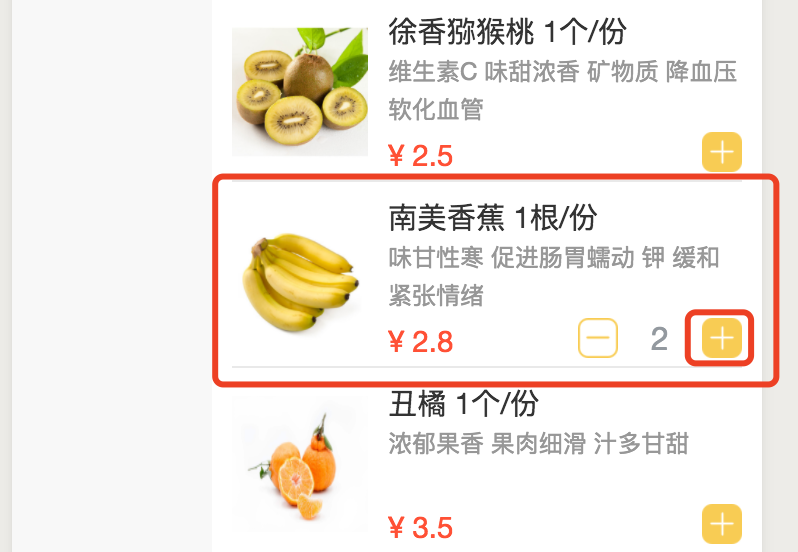 徐香猕猴桃 1个/份
维生素C 味甜浓香 矿物质 降血压
软化血管
¥ 2.5
南美香蕉 1根/份
味甘性寒 促进肠胃蠕动 钾 缓和
紧张情绪
¥ 2.8 2
丑橘 1个/份
浓郁果香 果肉细滑 汁多甘甜
¥ 3.5